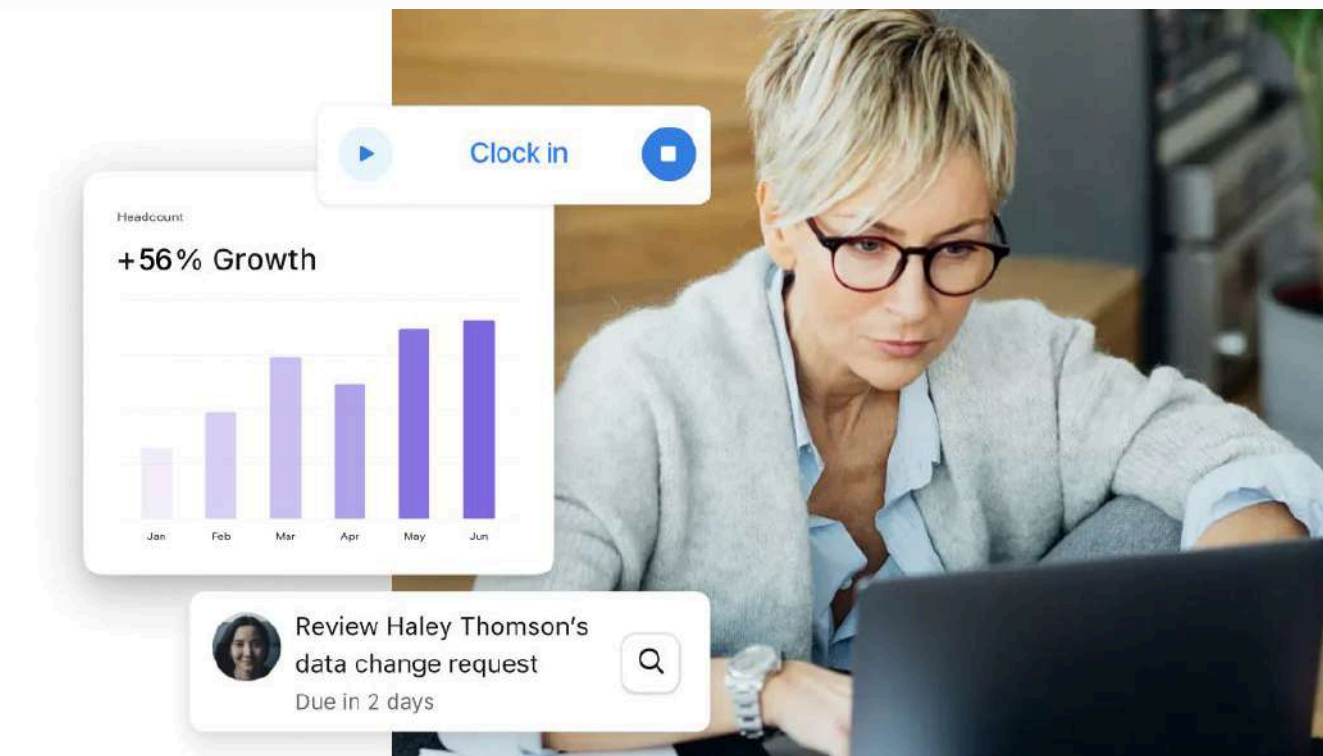 Clock in
Headcount
+56% Growth
Jan Feb Mar Apr May Jun
Review Haley Thomson's
data change request
Due in 2 days